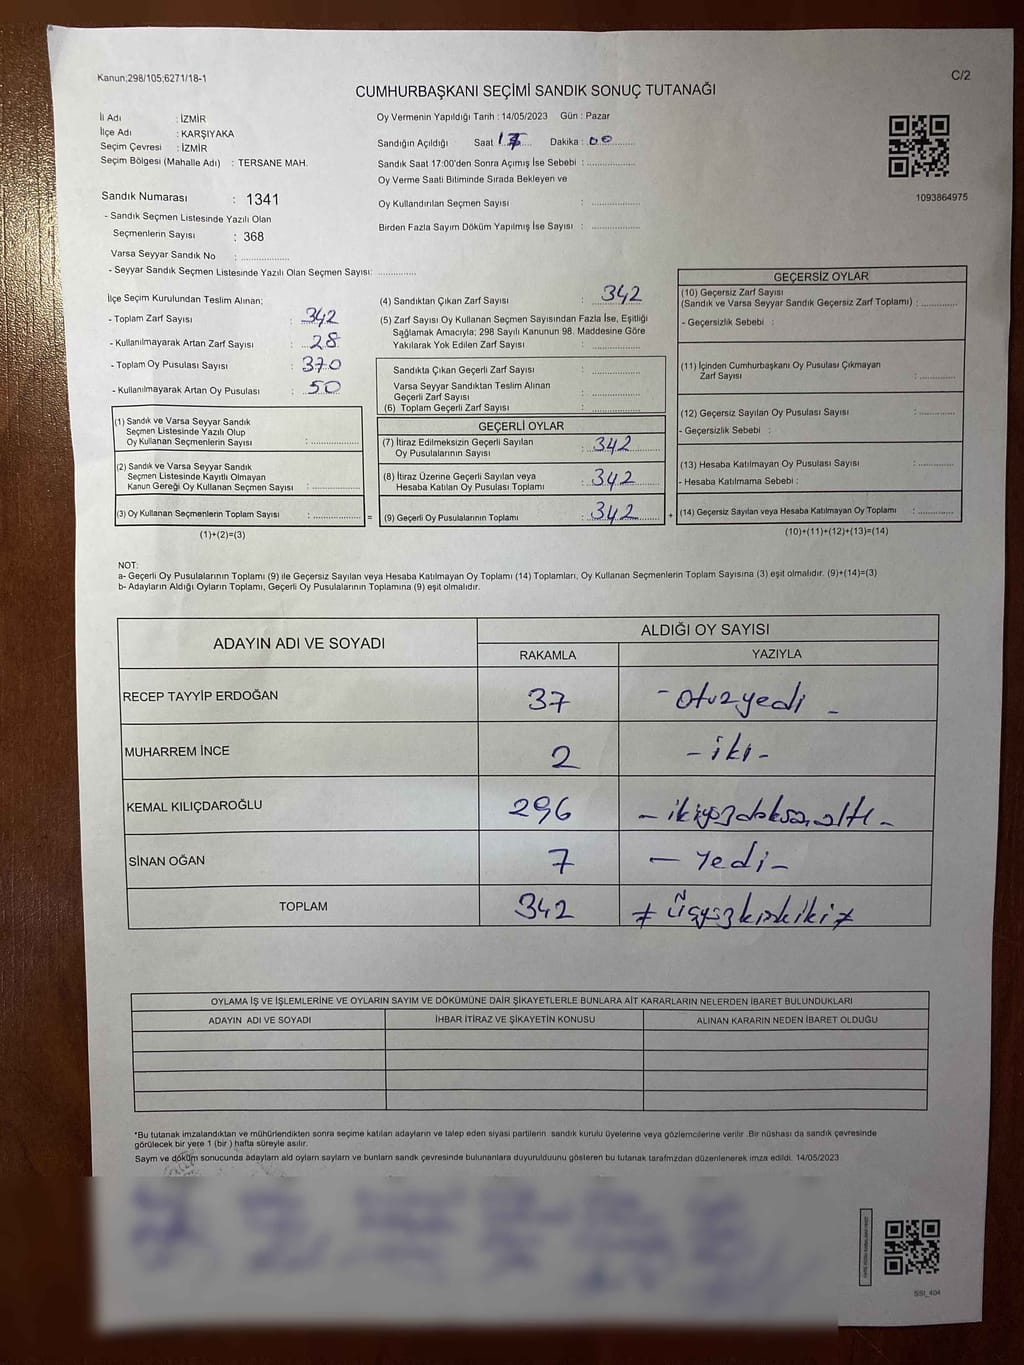 Kanun;298/105;6271/18-1
C/2
CUMHURBAŞKANI SEÇİMİ SANDIK SONUÇ TUTANAĞI
İl Adı : İZMİR
İlçe Adı : KARŞIYAKA
Seçim Çevresi : İZMİR
Seçim Bölgesi (Mahalle Adı) : TERSANE MAH.
Sandık Numarası : 1341
- Sandık Seçmen Listesinde Yazılı Olan
Seçmenlerin Sayısı : 368
Varsa Seyyar Sandık No : ..............
- Seyyar Sandık Seçmen Listesinde Yazılı Olan Seçmen Sayısı: ............
Oy Vermenin Yapıldığı Tarih : 14/05/2023 Gün : Pazar
Sandığın Açıldığı Saat 17 Dakika : 00
Sandık Saat 17:00'den Sonra Açımış İse Sebebi : ..............
Oy Verme Saati Bitiminde Sırada Bekleyen ve
Oy Kullandırılan Seçmen Sayısı : ..............
Birden Fazla Sayım Döküm Yapılmış İse Sayısı : ..............
1093864975
İlçe Seçim Kurulundan Teslim Alınan;
- Toplam Zarf Sayısı : 342
- Kullanılmayarak Artan Zarf Sayısı : 28
- Toplam Oy Pusulası Sayısı : 370
- Kullanılmayarak Artan Oy Pusulası : 50
(1) Sandık ve Varsa Seyyar Sandık
Seçmen Listesinde Yazılı Olup
Oy Kullanan Seçmenlerin Sayısı : ..............
(2) Sandık ve Varsa Seyyar Sandık
Seçmen Listesinde Kayıtlı Olmayan
Kanun Gereği Oy Kullanan Seçmen Sayısı : ..............
(3) Oy Kullanan Seçmenlerin Toplam Sayısı : ..............
(1)+(2)=(3)
=
(4) Sandıktan Çıkan Zarf Sayısı : 342
(5) Zarf Sayısı Oy Kullanan Seçmen Sayısından Fazla İse, Eşitliği
Sağlamak Amacıyla; 298 Sayılı Kanunun 98. Maddesine Göre
Yakılarak Yok Edilen Zarf Sayısı : ..............
Sandıkta Çıkan Geçerli Zarf Sayısı : ..............
Varsa Seyyar Sandıktan Teslim Alınan
Geçerli Zarf Sayısı : ..............
(6) Toplam Geçerli Zarf Sayısı : ..............
GEÇERLİ OYLAR
(7) İtiraz Edilmeksizin Geçerli Sayılan
Oy Pusulalarının Sayısı : 342
(8) İtiraz Üzerine Geçerli Sayılan veya
Hesaba Katılan Oy Pusulası Toplamı : 342
(9) Geçerli Oy Pusulalarının Toplamı : 342
+
GEÇERSİZ OYLAR
(10) Geçersiz Zarf Sayısı
(Sandık ve Varsa Seyyar Sandık Geçersiz Zarf Toplamı) : ............
- Geçersizlik Sebebi :
(11) İçinden Cumhurbaşkanı Oy Pusulası Çıkmayan
Zarf Sayısı : ............
(12) Geçersiz Sayılan Oy Pusulası Sayısı : ............
- Geçersizlik Sebebi :
(13) Hesaba Katılmayan Oy Pusulası Sayısı : ............
- Hesaba Katılmama Sebebi :
(14) Geçersiz Sayılan veya Hesaba Katılmayan Oy Toplamı : ............
(10)+(11)+(12)+(13)=(14)
NOT:
a- Geçerli Oy Pusulalarının Toplamı (9) ile Geçersiz Sayılan veya Hesaba Katılmayan Oy Toplamı (14) Toplamları, Oy Kullanan Seçmenlerin Toplam Sayısına (3) eşit olmalıdır. (9)+(14)=(3)
b- Adayların Aldığı Oyların Toplamı, Geçerli Oy Pusulalarının Toplamına (9) eşit olmalıdır.
ADAYIN ADI VE SOYADI
ALDIĞI OY SAYISI
RAKAMLA YAZIYLA
RECEP TAYYİP ERDOĞAN 37 - otuzyedi -
MUHARREM İNCE 2 - iki -
KEMAL KILIÇDAROĞLU 296 - ikiyüzdoksanaltı -
SİNAN OĞAN 7 - yedi -
TOPLAM 342 ≠ Üçyüzkırkiki ≠
OYLAMA İŞ VE İŞLEMLERİNE VE OYLARIN SAYIM VE DÖKÜMÜNE DAİR ŞİKAYETLERLE BUNLARA AİT KARARLARIN NELERDEN İBARET BULUNDUKLARI
ADAYIN ADI VE SOYADI İHBAR İTİRAZ VE ŞİKAYETİN KONUSU ALINAN KARARIN NEDEN İBARET OLDUĞU
*Bu tutanak imzalandıktan ve mühürlendikten sonra seçime katılan adayların ve talep eden siyasi partilerin sandık kurulu üyelerine veya gözlemcilerine verilir .Bir nüshası da sandık çevresinde
görülecek bir yere 1 (bir ) hafta süreyle asılır.
Sayım ve döküm sonucunda adayların ald oyların sayların ve bunların sandk çevresinde bulunanlara duyurulduunu gösteren bu tutanak tarafmzdan düzenlenerek imza edildi. 14/05/2023
SSI_404